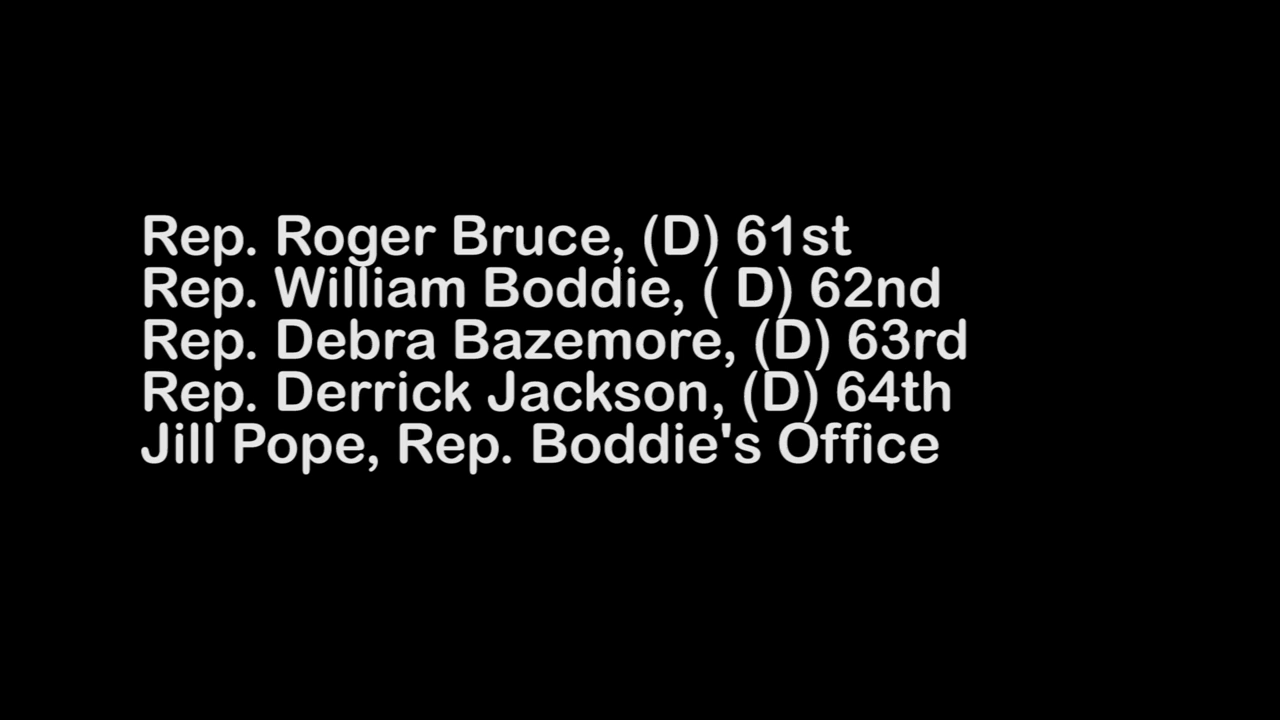 Rep. Roger Bruce, (D) 61st
Rep. William Boddie, ( D) 62nd
Rep. Debra Bazemore, (D) 63rd
Rep. Derrick Jackson, (D) 64th
Jill Pope, Rep. Boddie's Office